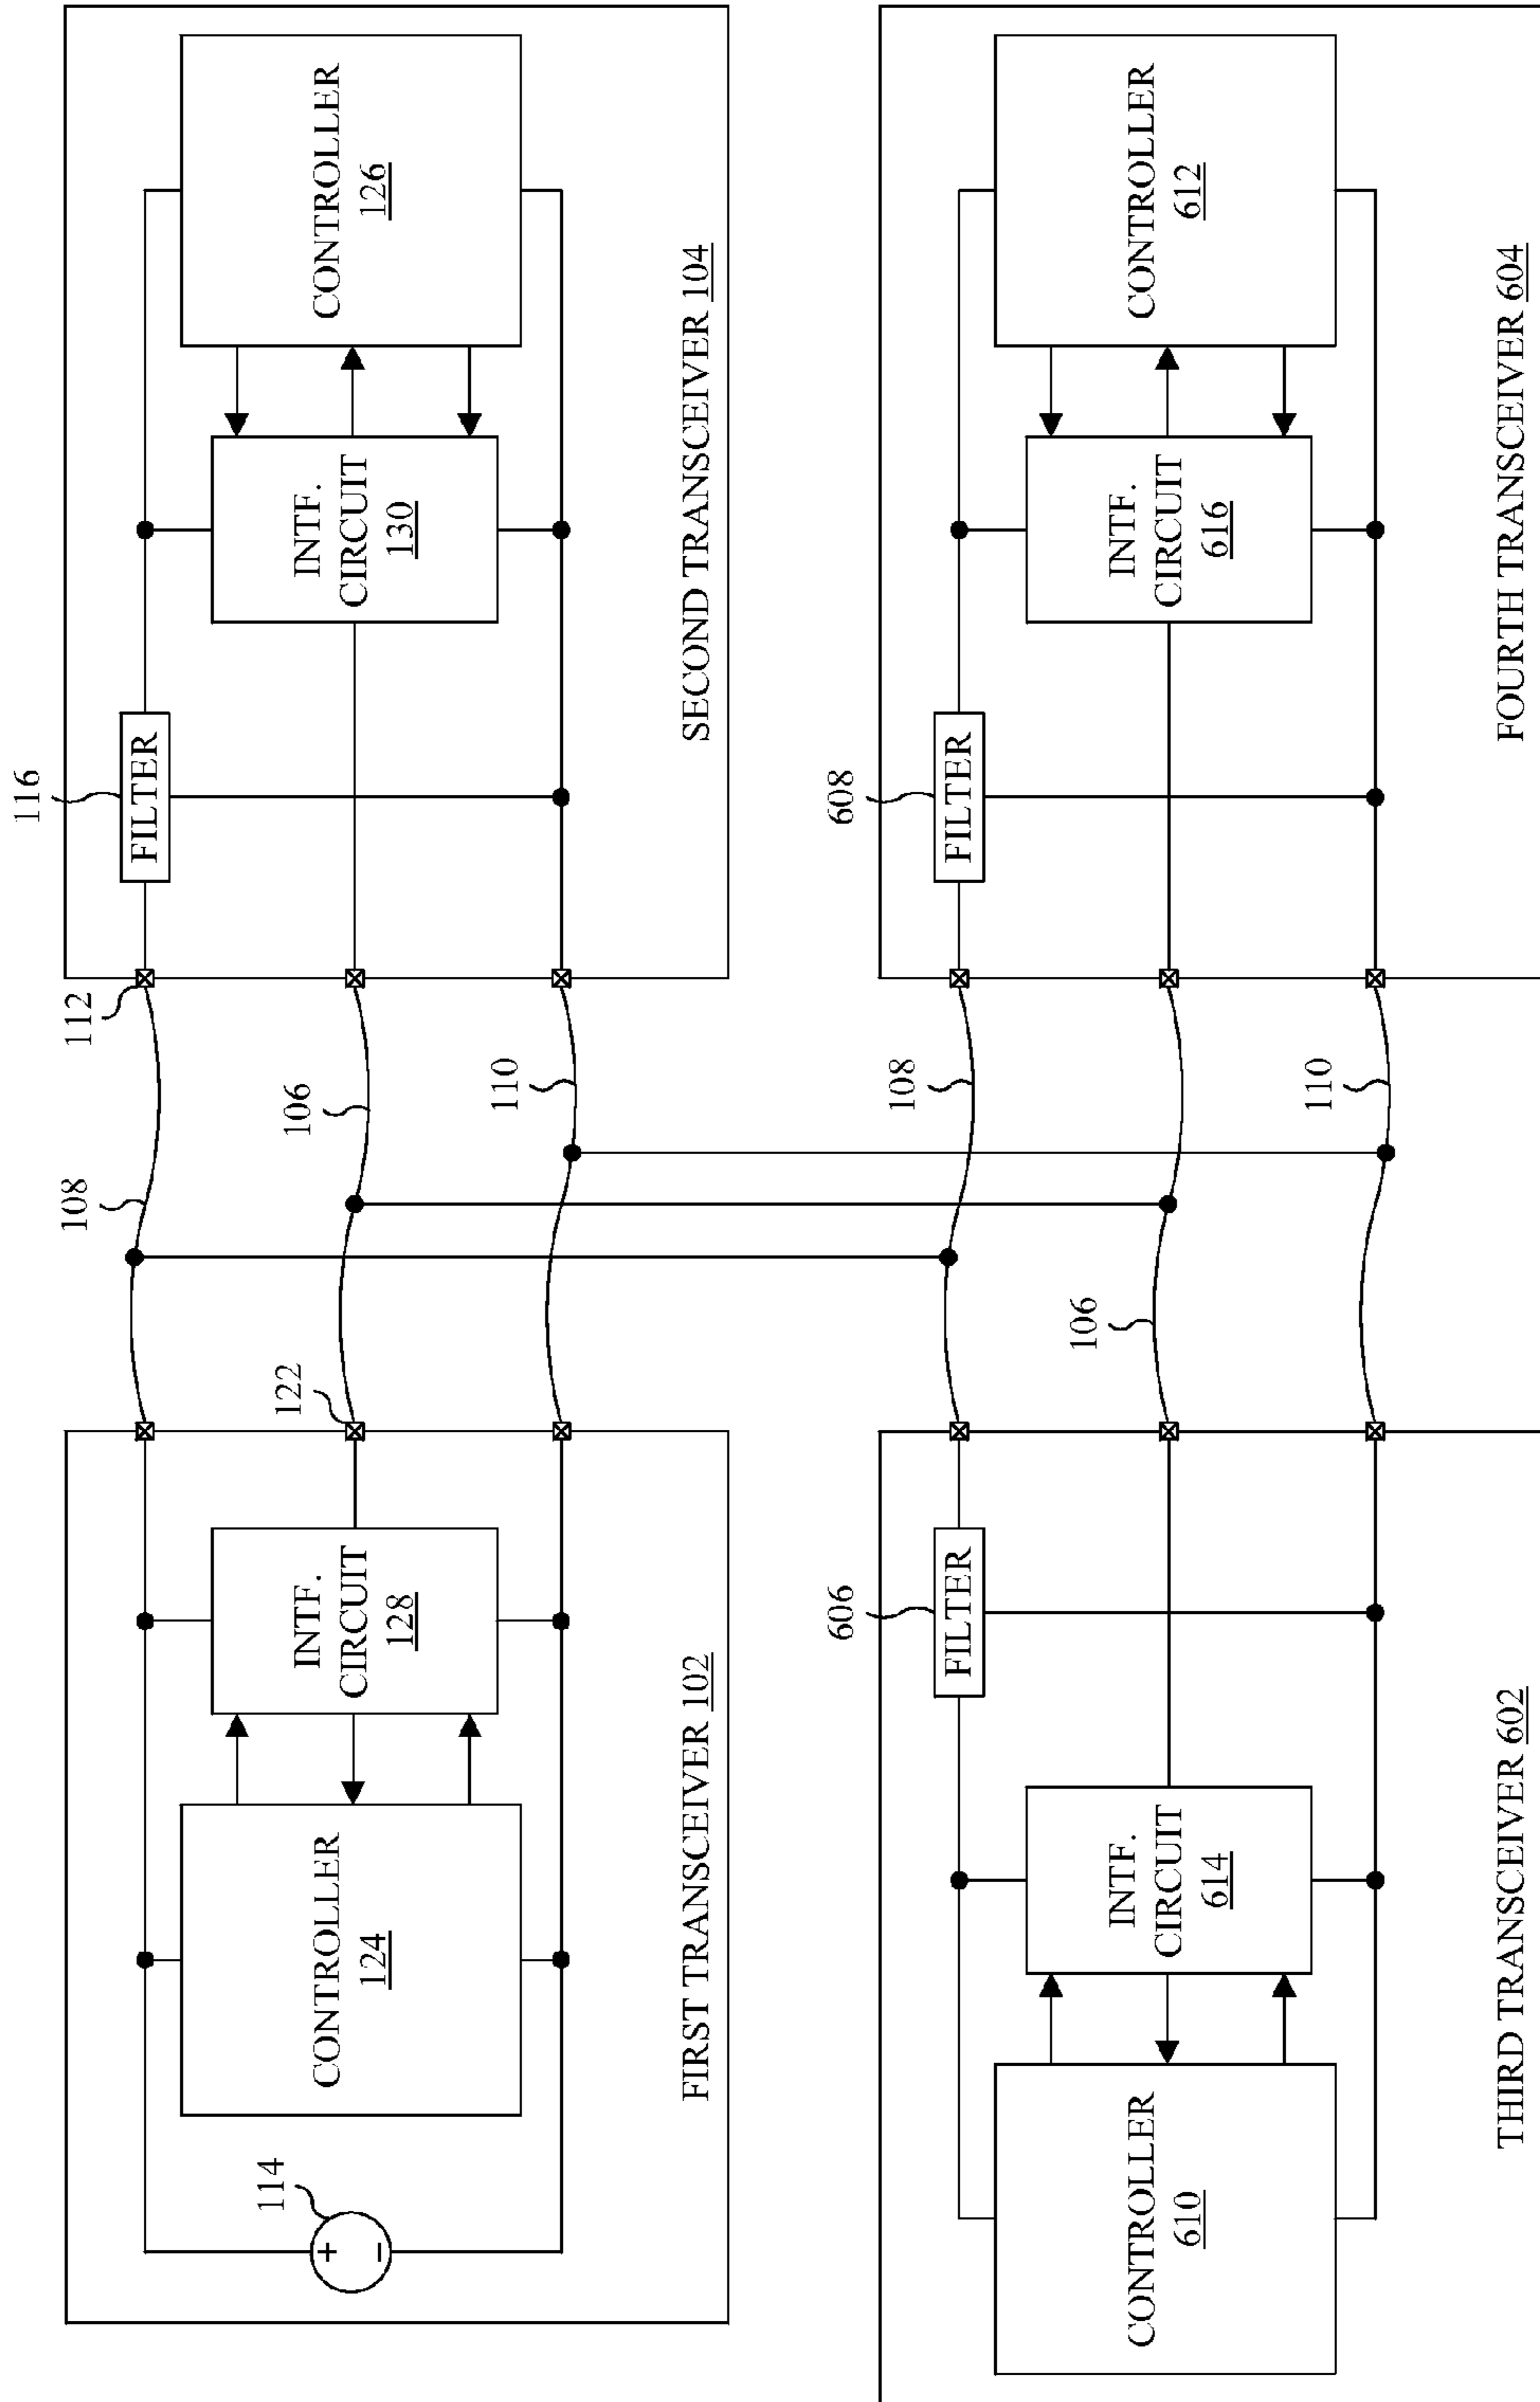 114
CONTROLLER
124
INTF.
CIRCUIT
128
FIRST TRANSCEIVER 102
122
108
106
110
112
116
FILTER
INTF.
CIRCUIT
130
CONTROLLER
126
SECOND TRANSCEIVER 104
CONTROLLER
610
INTF.
CIRCUIT
614
606
FILTER
THIRD TRANSCEIVER 602
106
108
110
608
FILTER
INTF.
CIRCUIT
616
CONTROLLER
612
FOURTH TRANSCEIVER 604